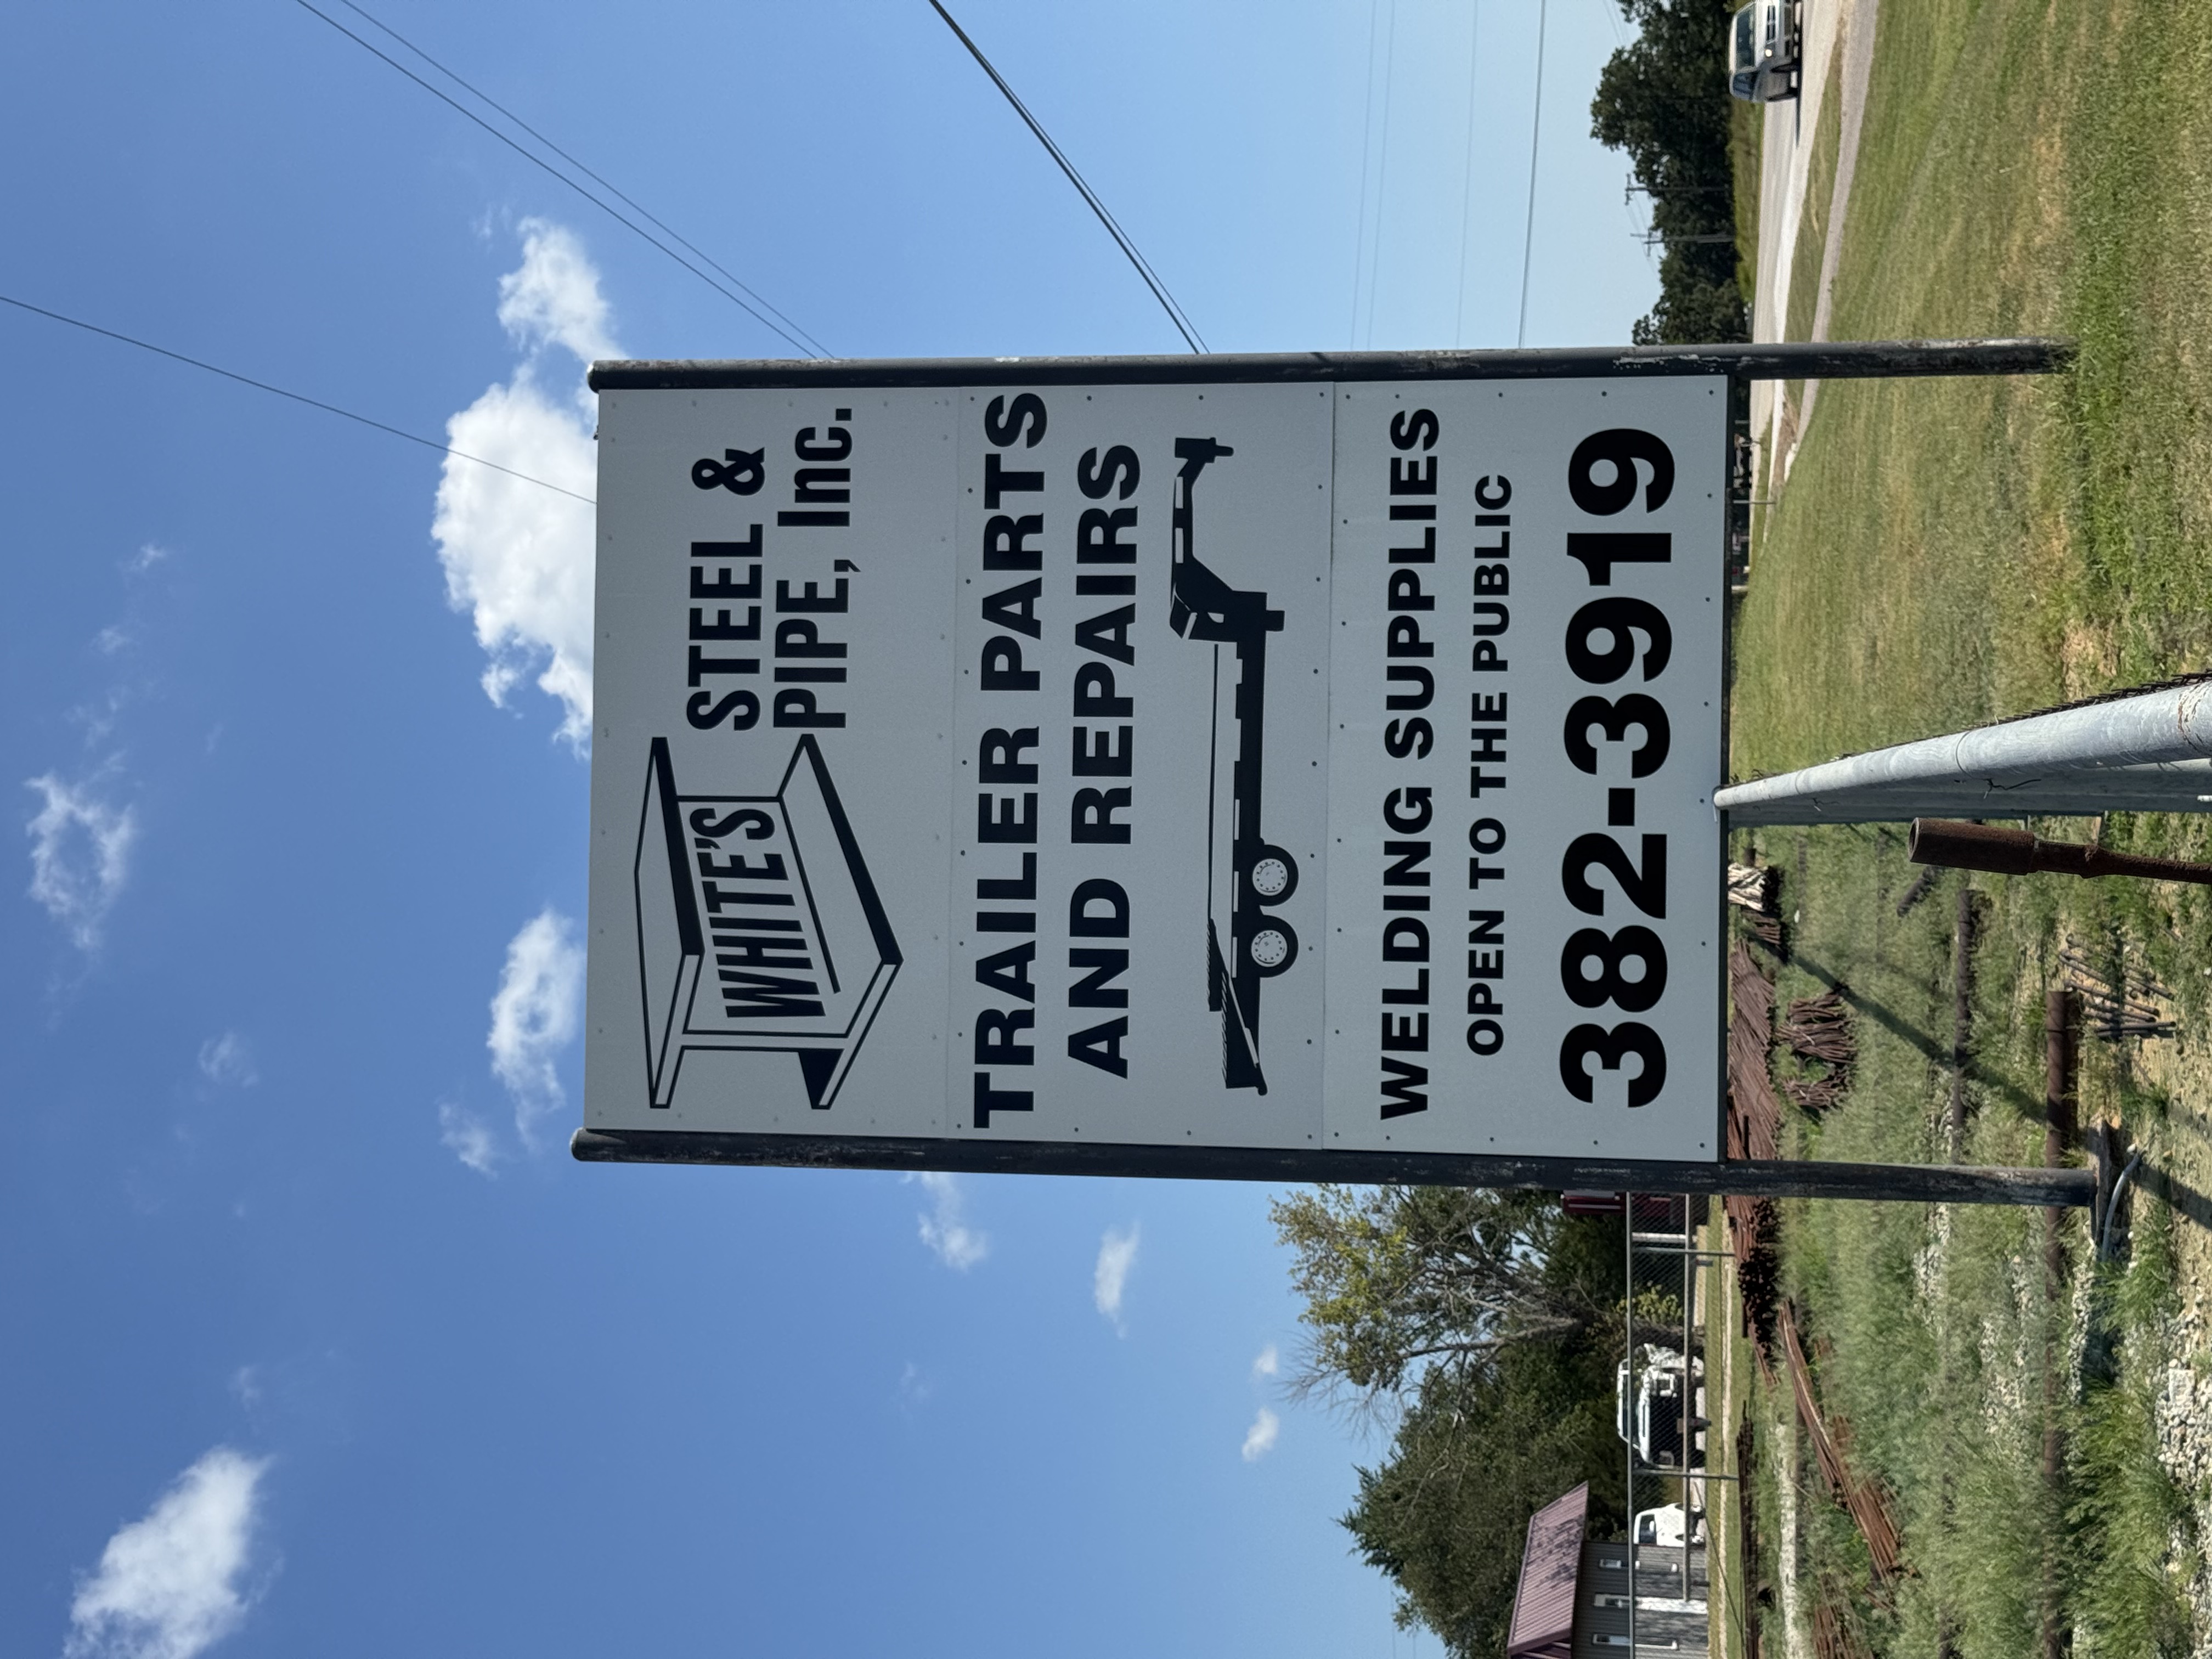 WHITE'S
STEEL &
PIPE, Inc.
TRAILER PARTS
AND REPAIRS
WELDING SUPPLIES
OPEN TO THE PUBLIC
382-3919